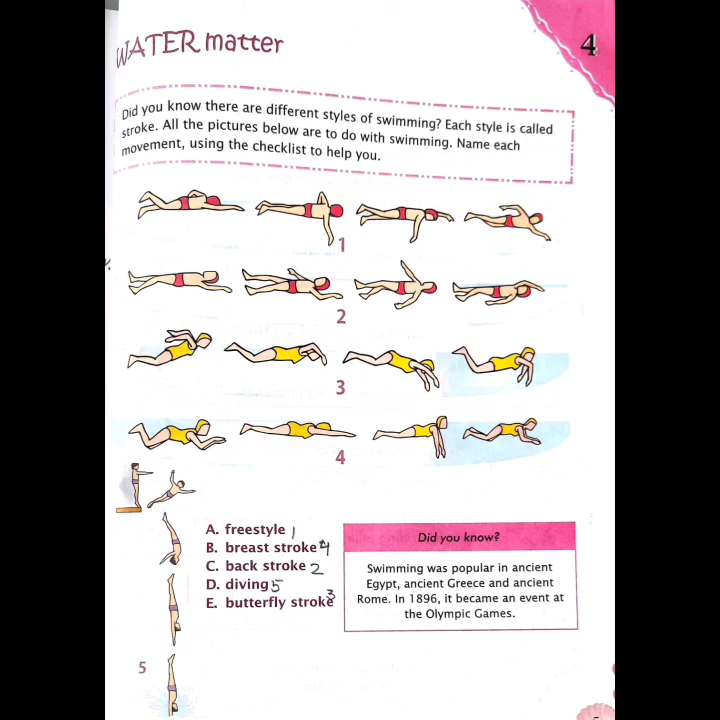 WATER matter
4
Did you know there are different styles of swimming? Each style is called
stroke. All the pictures below are to do with swimming. Name each
movement, using the checklist to help you.
1
2
3
4
5
A. freestyle 1
B. breast stroke 4
C. back stroke 2
D. diving 5
E. butterfly stroke 3
Did you know?
Swimming was popular in ancient
Egypt, ancient Greece and ancient
Rome. In 1896, it became an event at
the Olympic Games.